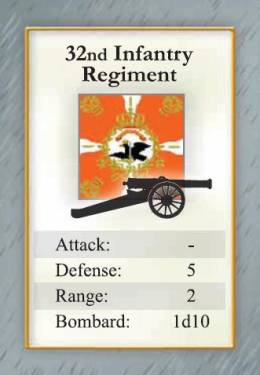 32nd Infantry
Regiment
Attack: -
Defense: 5
Range: 2
Bombard: 1d10